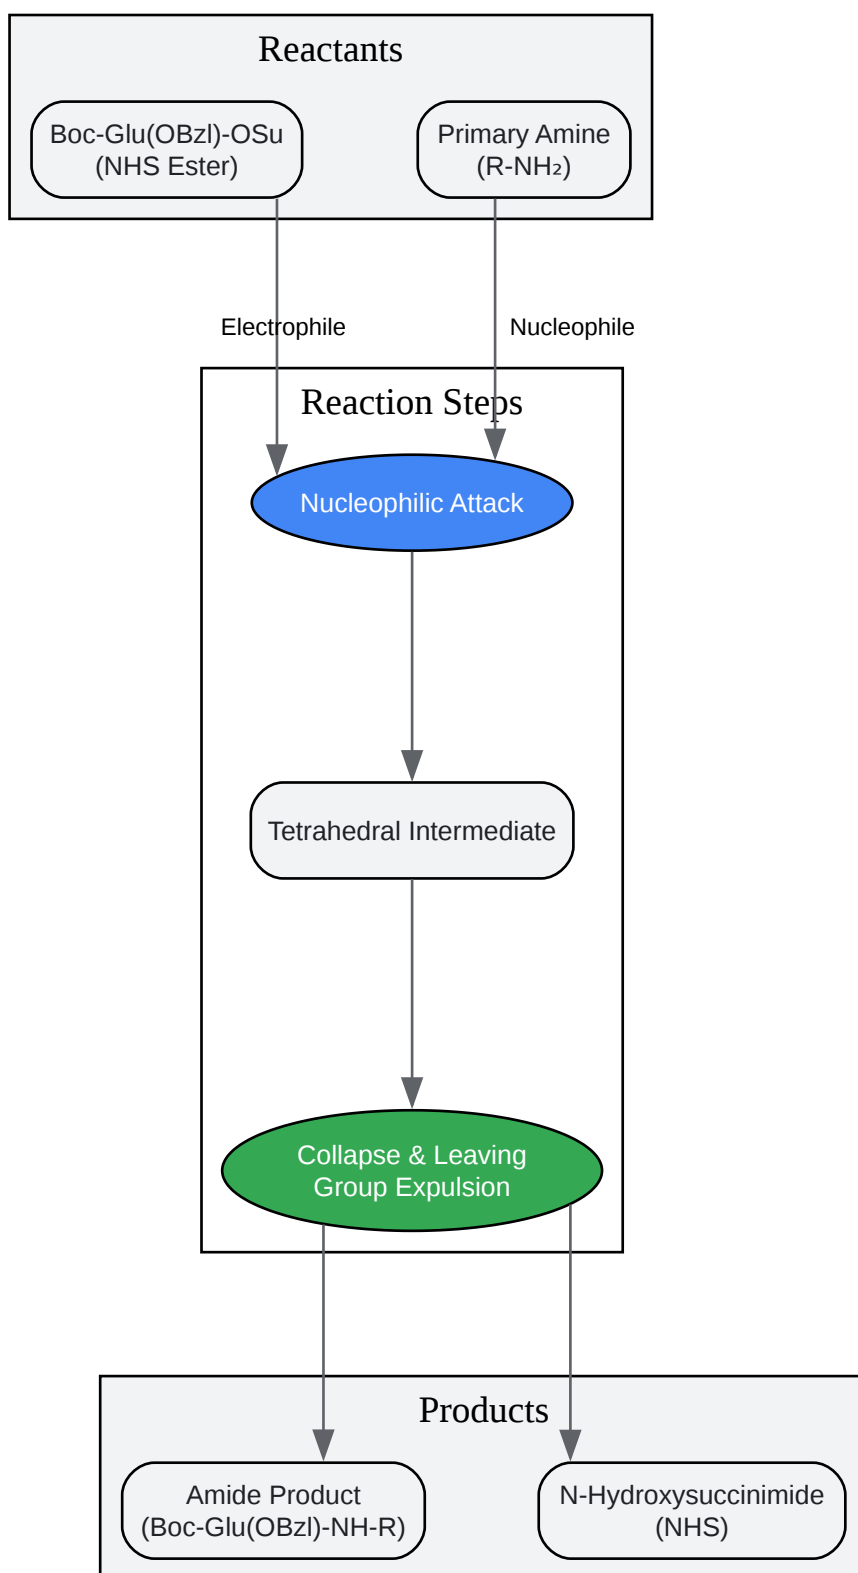 Reactants
Boc-Glu(OBzl)-OSu
(NHS Ester)
Primary Amine
(R-NH₂)
Electrophile
Nucleophile
Reaction Steps
Nucleophilic Attack
Tetrahedral Intermediate
Collapse & Leaving
Group Expulsion
Products
Amide Product
(Boc-Glu(OBzl)-NH-R)
N-Hydroxysuccinimide
(NHS)